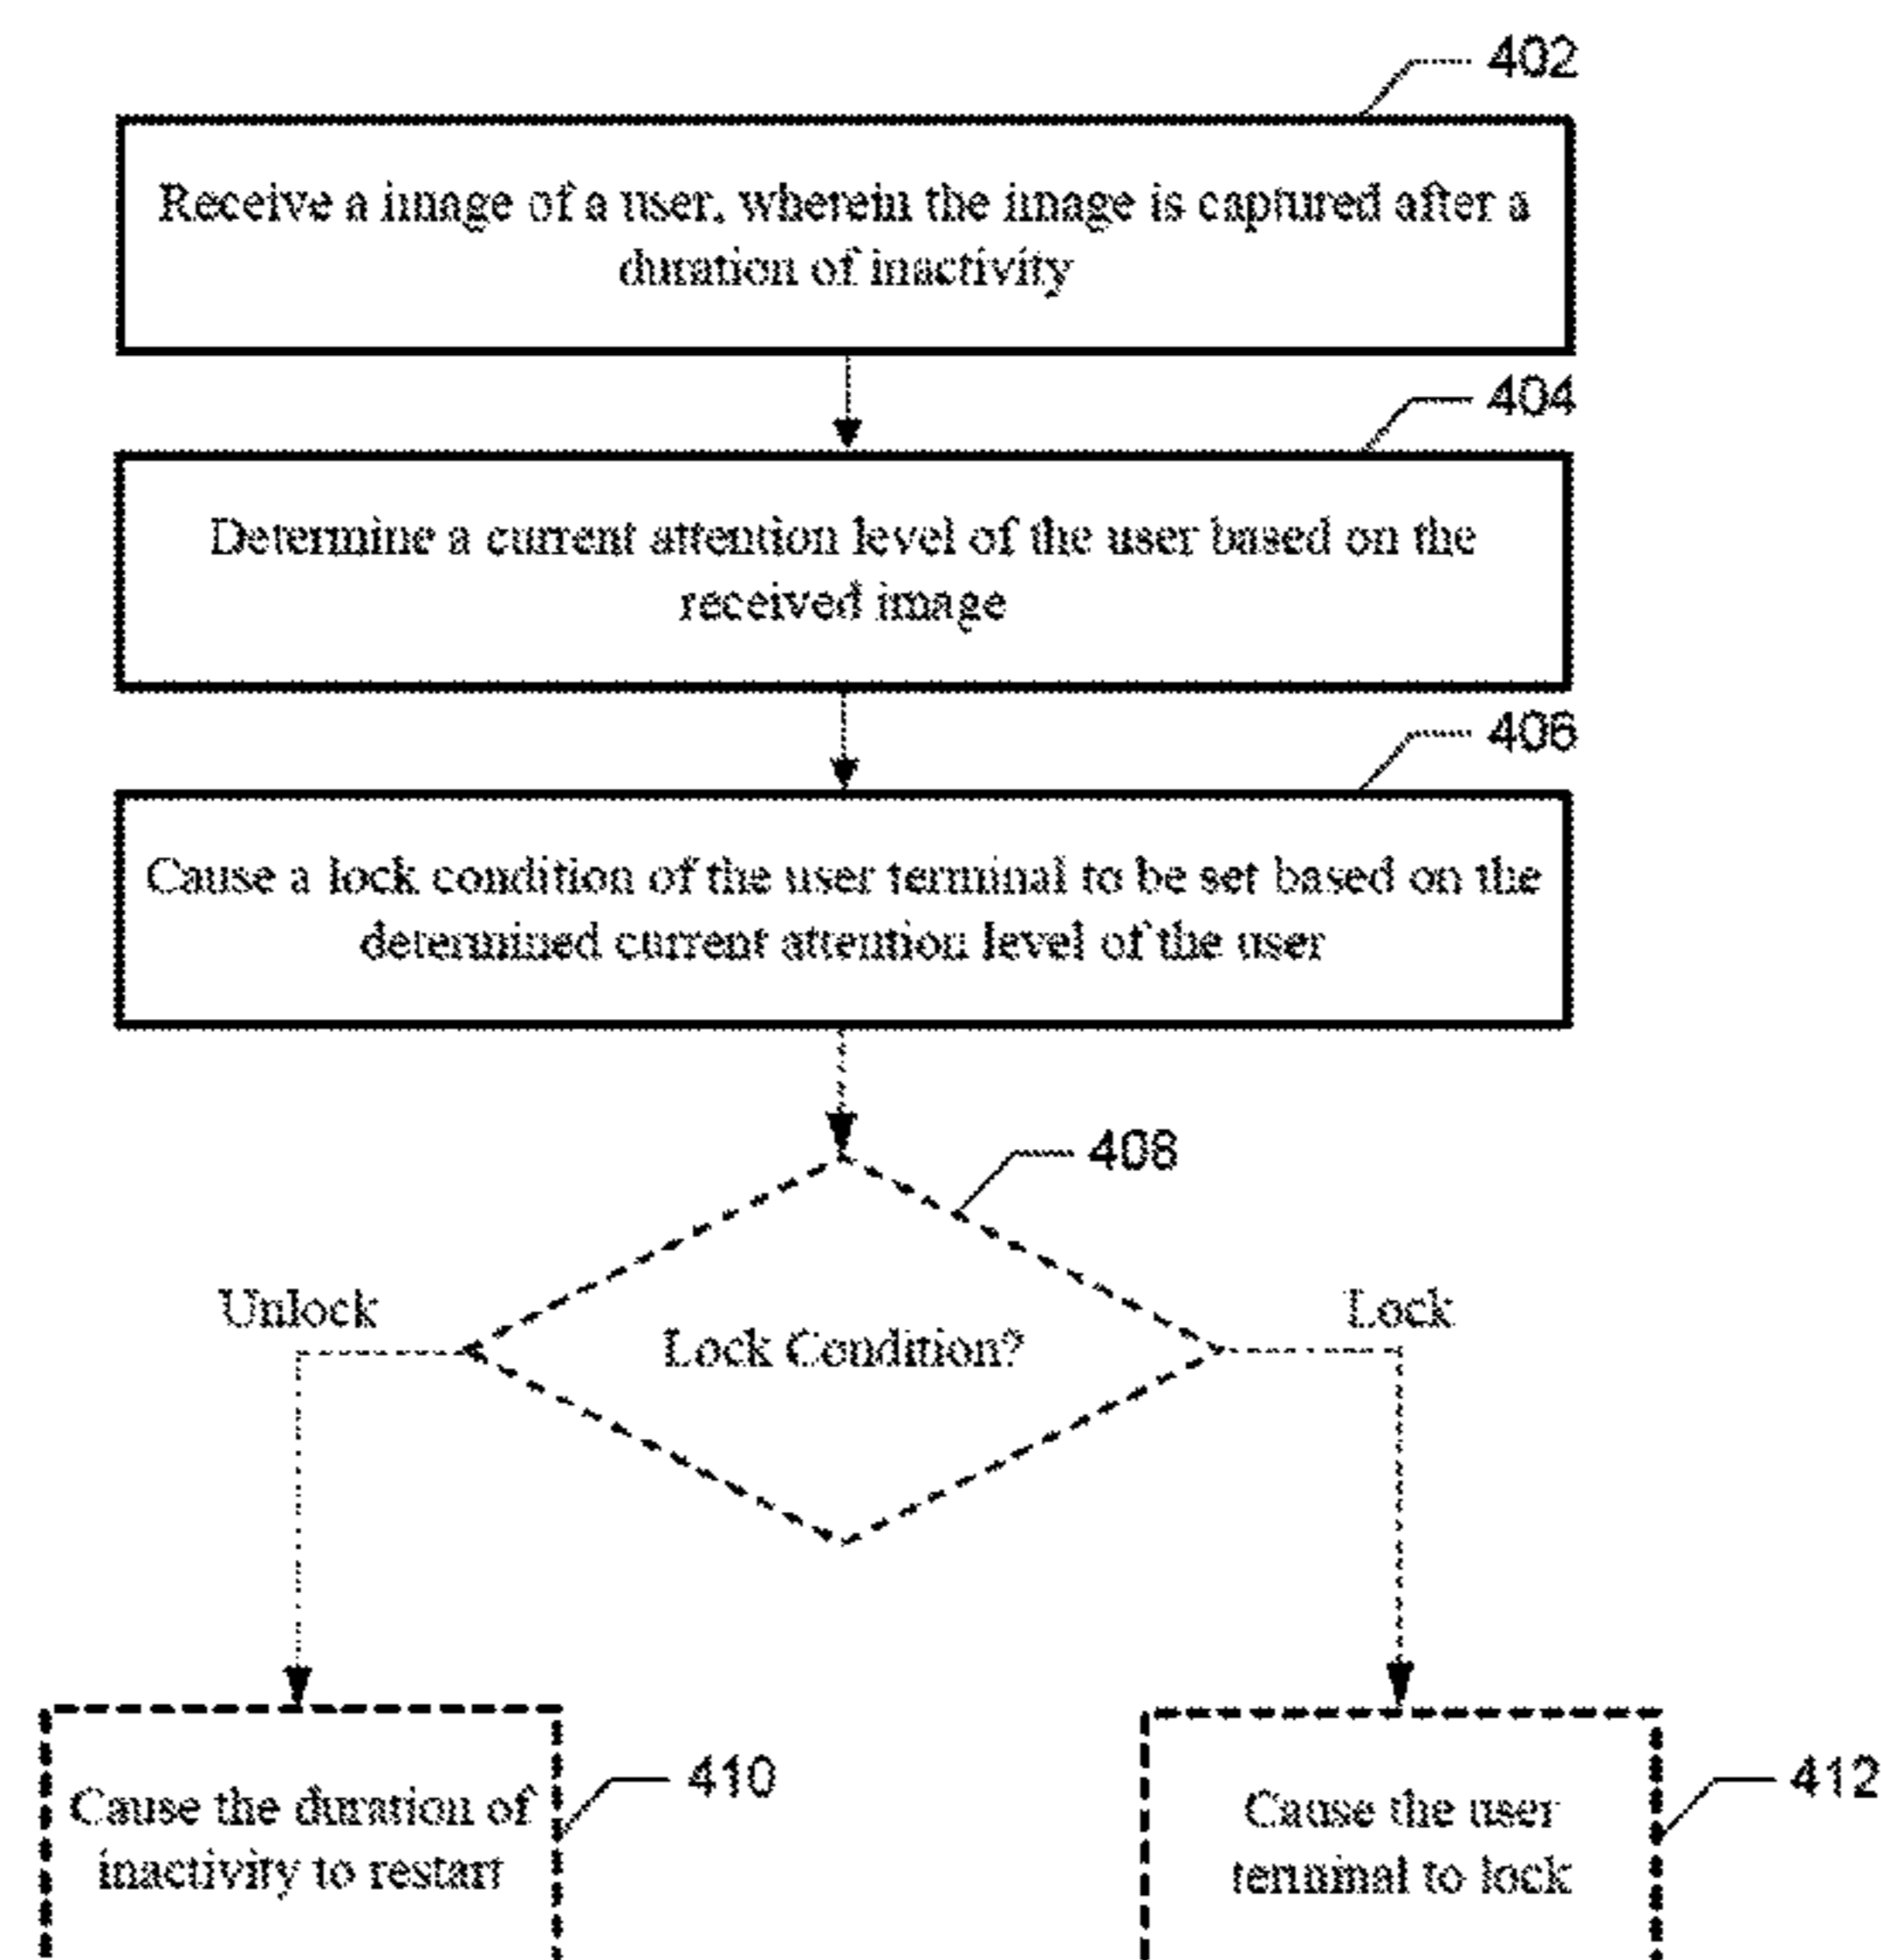 402
Receive a image of a user, wherein the image is captured after a
duration of inactivity
404
Determine a current attention level of the user based on the
received image
406
Cause a lock condition of the user terminal to be set based on the
determined current attention level of the user
408
Unlock
Lock Condition?
Lock
410
Cause the duration of
inactivity to restart
412
Cause the user
terminal to lock